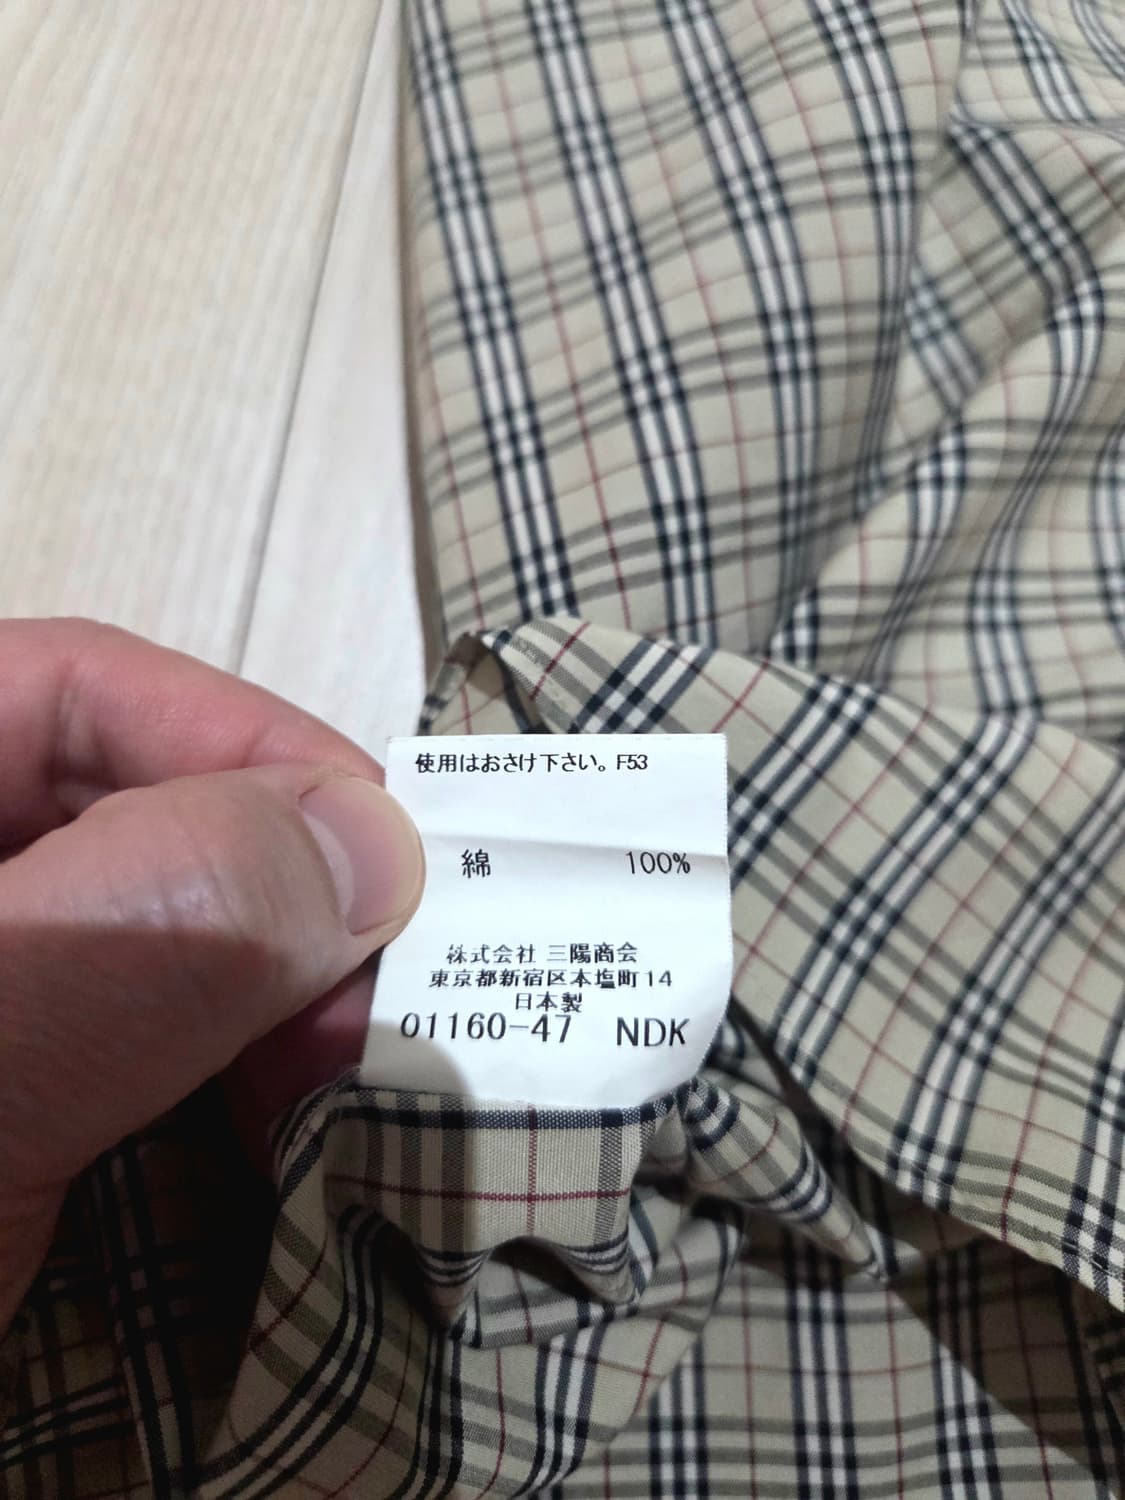 使用はおさけ下さい。F53
綿 100%
株式会社 三陽商会
東京都新宿区本塩町14
日本製
01160-47 NDK